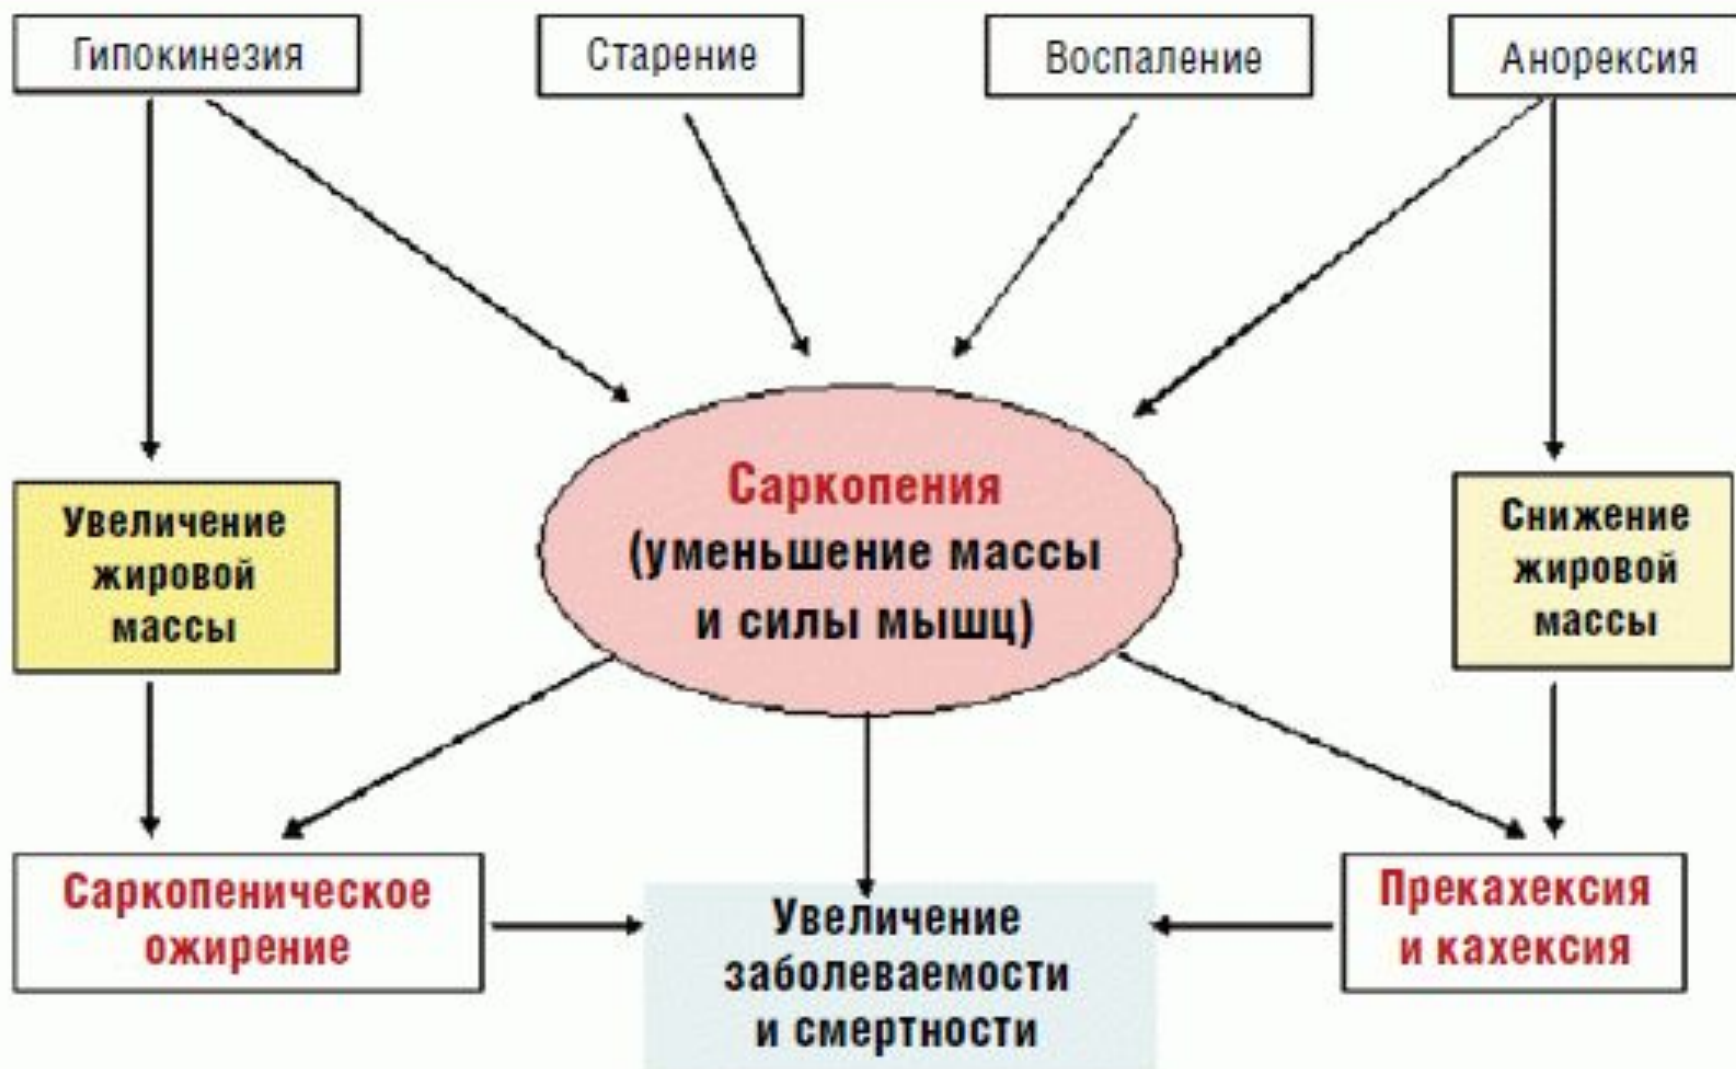 Гипокинезия
Старение
Воспаление
Анорексия
Увеличение
жировой
массы
Саркопения
(уменьшение массы
и силы мышц)
Снижение
жировой
массы
Саркопеническое
ожирение
Увеличение
заболеваемости
и смертности
Прекахексия
и кахексия